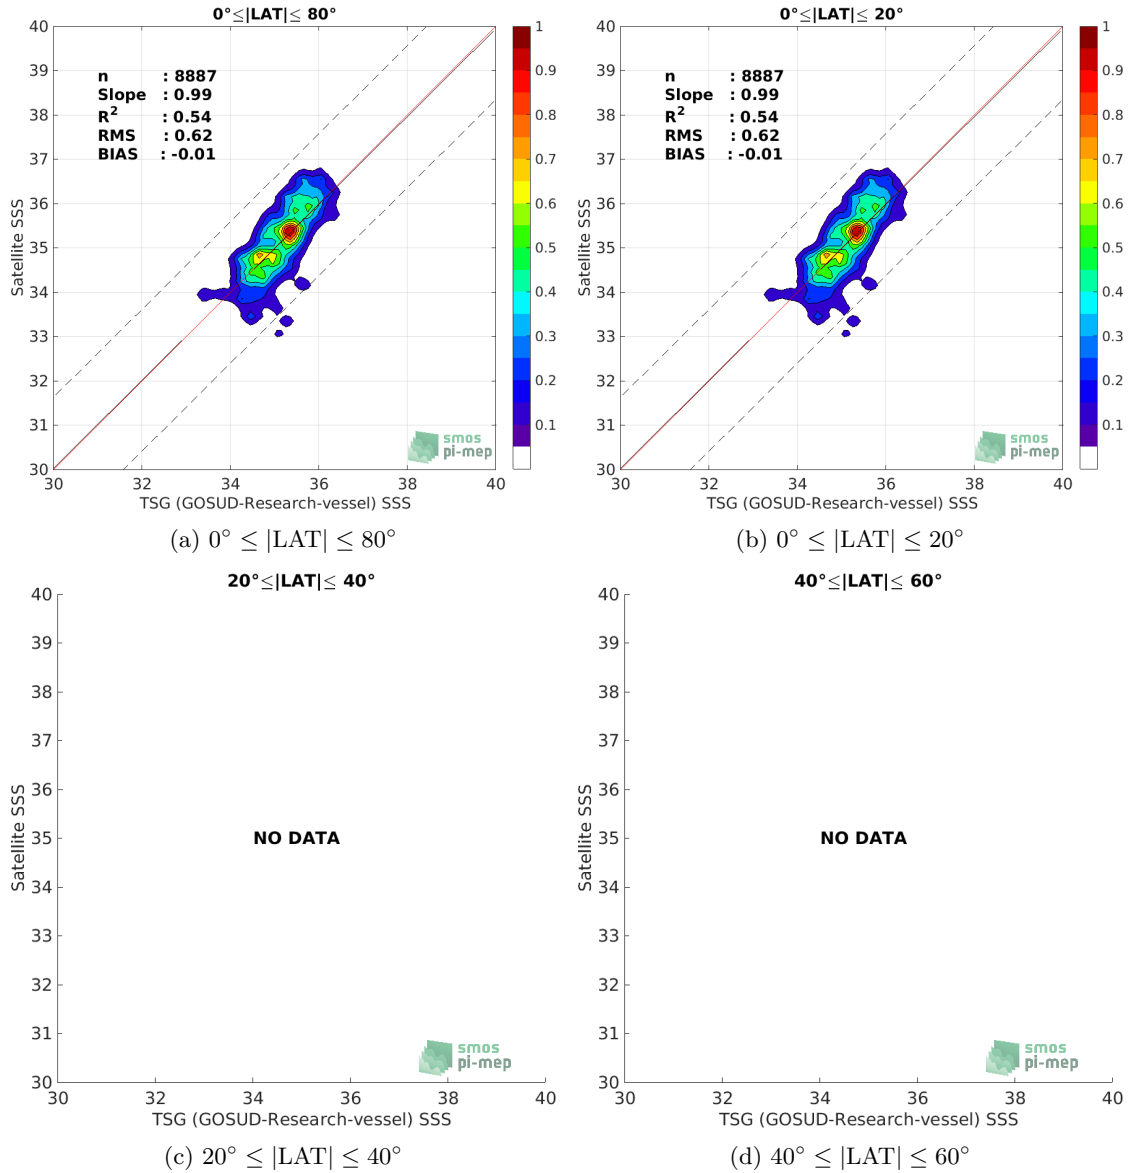 0°≤|LAT|≤ 80°
40
39
38
37
36
35
34
33
32
31
30
Satellite SSS
n : 8887
Slope : 0.99
R² : 0.54
RMS : 0.62
BIAS : -0.01
1
0.9
0.8
0.7
0.6
0.5
0.4
0.3
0.2
0.1
smos
pi-mep
30 32 34 36 38 40
TSG (GOSUD-Research-vessel) SSS
(a) 0° ≤ |LAT| ≤ 80°
0°≤|LAT|≤ 20°
40
39
38
37
36
35
34
33
32
31
30
Satellite SSS
n : 8887
Slope : 0.99
R² : 0.54
RMS : 0.62
BIAS : -0.01
1
0.9
0.8
0.7
0.6
0.5
0.4
0.3
0.2
0.1
smos
pi-mep
30 32 34 36 38 40
TSG (GOSUD-Research-vessel) SSS
(b) 0° ≤ |LAT| ≤ 20°
20°≤|LAT|≤ 40°
40
39
38
37
36
35
34
33
32
31
30
Satellite SSS
NO DATA
smos
pi-mep
30 32 34 36 38 40
TSG (GOSUD-Research-vessel) SSS
(c) 20° ≤ |LAT| ≤ 40°
40°≤|LAT|≤ 60°
40
39
38
37
36
35
34
33
32
31
30
Satellite SSS
NO DATA
smos
pi-mep
30 32 34 36 38 40
TSG (GOSUD-Research-vessel) SSS
(d) 40° ≤ |LAT| ≤ 60°